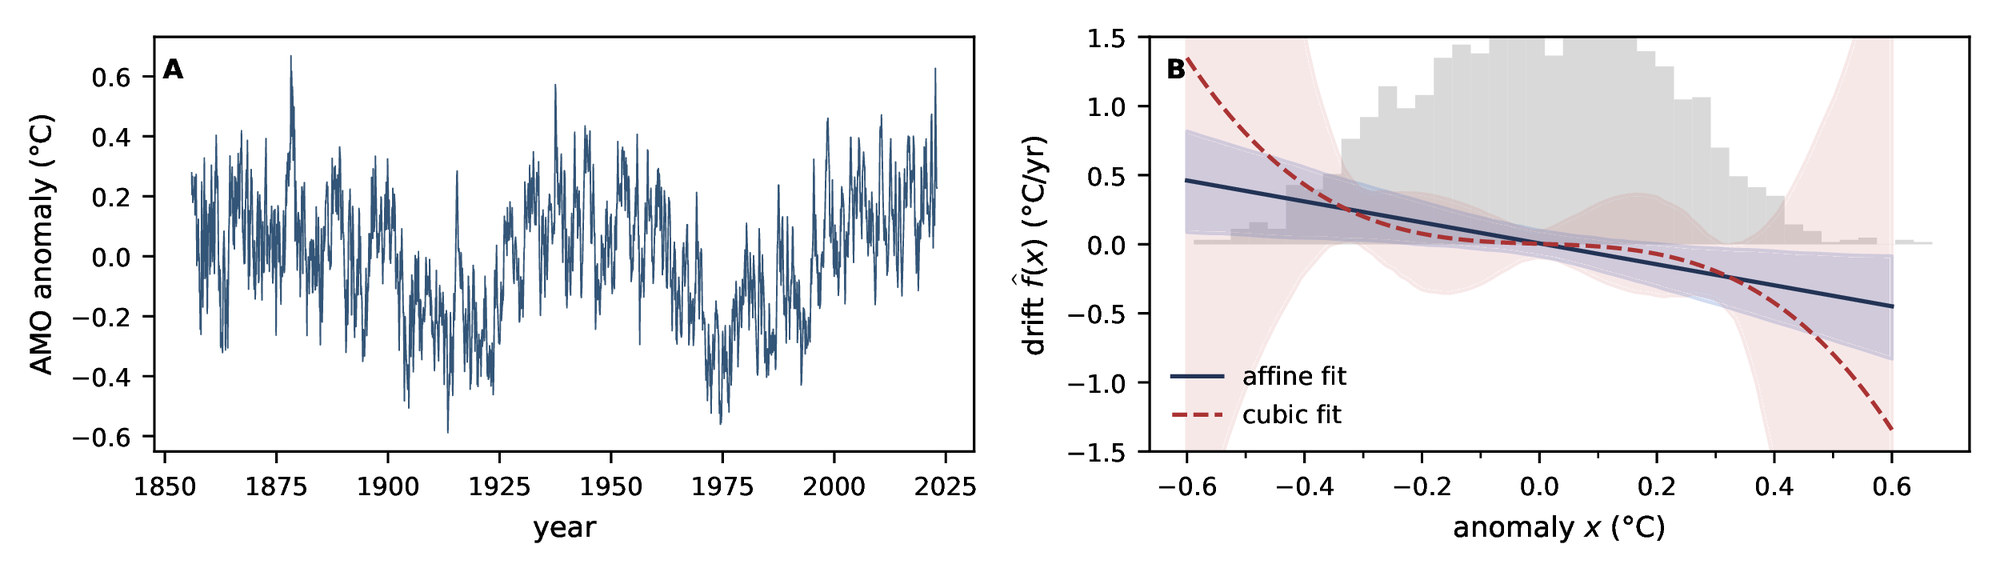 A
AMO anomaly (°C)
0.6
0.4
0.2
0.0
−0.2
−0.4
−0.6
1850 1875 1900 1925 1950 1975 2000 2025
year
B
drift f̂(x) (°C/yr)
1.5
1.0
0.5
0.0
−0.5
−1.0
−1.5
affine fit
cubic fit
−0.6 −0.4 −0.2 0.0 0.2 0.4 0.6
anomaly x (°C)